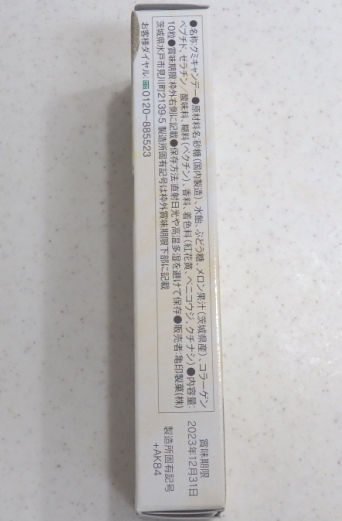 ●名称:グミキャンデー●原材料名:砂糖(国内製造)、水飴、ぶどう糖、メロン果汁(茨城県産)、コラーゲン
ペプチド、ゼラチン/酸味料、糊料(ペクチン)、香料、着色料(紅花黄、ベニコウジ、クチナシ)●内容量:
10粒●賞味期限:枠外右側に記載●保存方法:直射日光や高温多湿を避けて保存●販売者:亀印製菓(株)
茨城県水戸市見川町2139-5 製造所固有記号は枠外賞味期限下部に記載
お客様ダイヤル 0120-885523
賞味期限
2023年12月31日
製造所固有記号
+AK84